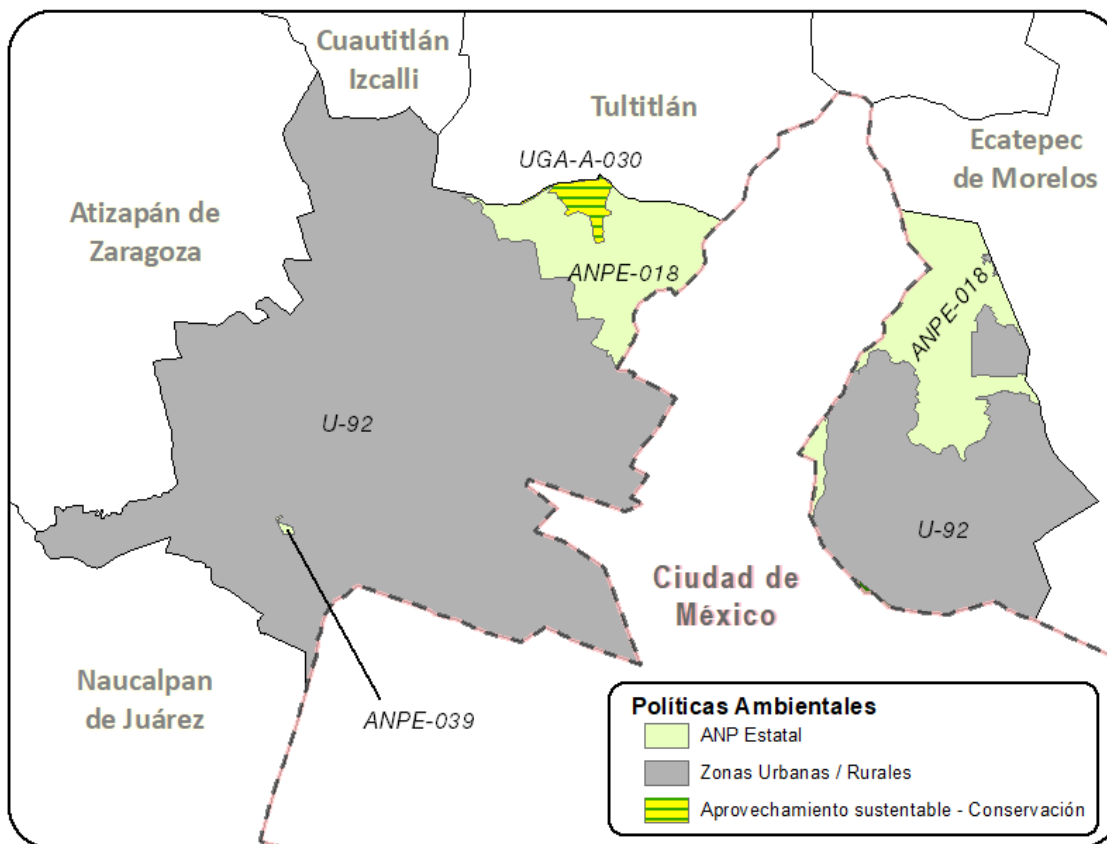 Cuautitlán
Izcalli
Tultitlán
Ecatepec
de Morelos
UGA-A-030
Atizapán de
Zaragoza
ANPE-018
ANPE-018
U-92
U-92
Ciudad de
México
Naucalpan
de Juárez
ANPE-039
Políticas Ambientales
ANP Estatal
Zonas Urbanas / Rurales
Aprovechamiento sustentable - Conservación